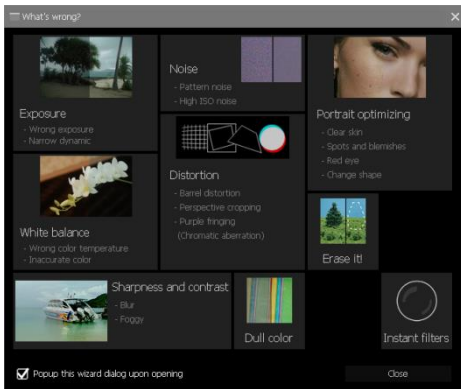 What's wrong?
Exposure
- Wrong exposure
- Narrow dynamic
Noise
- Pattern noise
- High ISO noise
Portrait optimizing
- Clear skin
- Spots and blemishes
- Red eye
- Change shape
White balance
- Wrong color temperature
- Inaccurate color
Distortion
- Barrel distortion
- Perspective cropping
- Purple fringing
(Chromatic aberration)
Erase it!
Sharpness and contrast
- Blur
- Foggy
Dull color
Instant filters
Popup this wizard dialog upon opening
Close